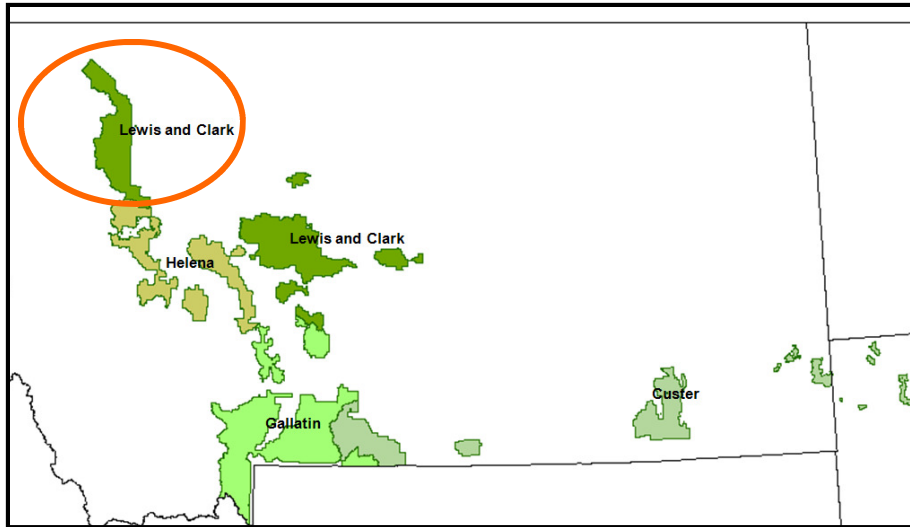 Lewis and Clark
Lewis and Clark
Helena
Custer
Gallatin